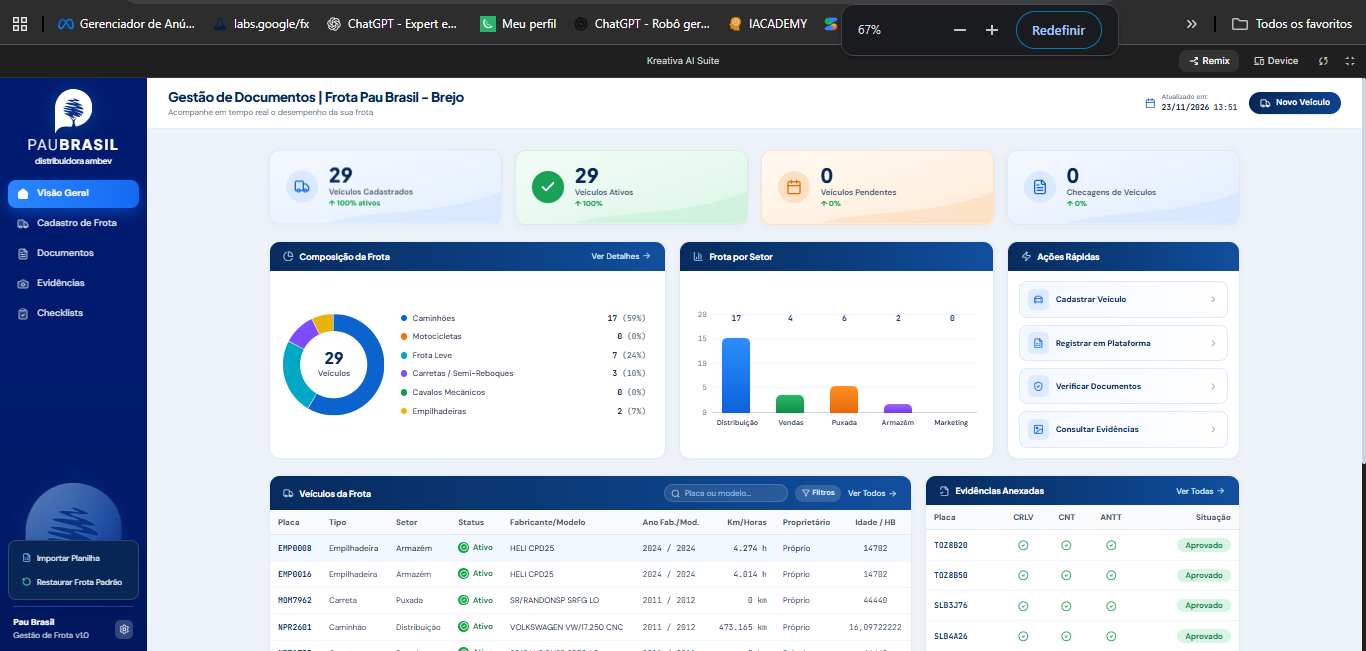 Gerenciador de Anú...
labs.google/fx
ChatGPT - Expert e...
Meu perfil
ChatGPT - Robô ger...
IACADEMY
67%
Redefinir
Todos os favoritos
Kreativa AI Suite
Remix
Device
PAUBRASIL
distribuidora ambev
Visão Geral
Cadastro de Frota
Documentos
Evidências
Checklists
Importar Planilha
Restaurar Frota Padrão
Pau Brasil
Gestão de Frota v1.0
Gestão de Documentos | Frota Pau Brasil - Brejo
Acompanhe em tempo real o desempenho da sua frota
Atualizado em:
23/11/2026 13:51
Novo Veículo
29
Veículos Cadastrados
↑ 100% ativos
29
Veículos Ativos
↑ 100%
0
Veículos Pendentes
↑ 0%
0
Checagens de Veículos
↑ 0%
Composição da Frota
Ver Detalhes →
29
Veículos
Caminhões 17 (59%)
Motocicletas 0 (0%)
Frota Leve 7 (24%)
Carretas / Semi-Reboques 3 (10%)
Cavalos Mecânicos 0 (0%)
Empilhadeiras 2 (7%)
Frota por Setor
20 17 4 6 2 0
15
10
5
0
Distribuição Vendas Puxada Armazém Marketing
Ações Rápidas
Cadastrar Veículo
Registrar em Plataforma
Verificar Documentos
Consultar Evidências
Veículos da Frota
Placa ou modelo...
Filtros
Ver Todos →
Placa Tipo Setor Status Fabricante/Modelo Ano Fab./Mod. Km/Horas Proprietário Idade / HB
EMP0008 Empilhadeira Armazém Ativo HELI CPD25 2024 / 2024 4.274 h Próprio 14702
EMP0016 Empilhadeira Armazém Ativo HELI CPD25 2024 / 2024 4.014 h Próprio 14702
MOM7962 Carreta Puxada Ativo SR/RANDONSP SRFG LO 2011 / 2012 0 km Próprio 44440
NPR2601 Caminhão Distribuição Ativo VOLKSWAGEN VW/17.250 CNC 2011 / 2012 473.165 km Próprio 16,09722222
Evidências Anexadas
Ver Todas →
Placa CRLV CNT ANTT Situação
TOZ8B20 Aprovado
TOZ8B50 Aprovado
SLB3J76 Aprovado
SLB4A26 Aprovado